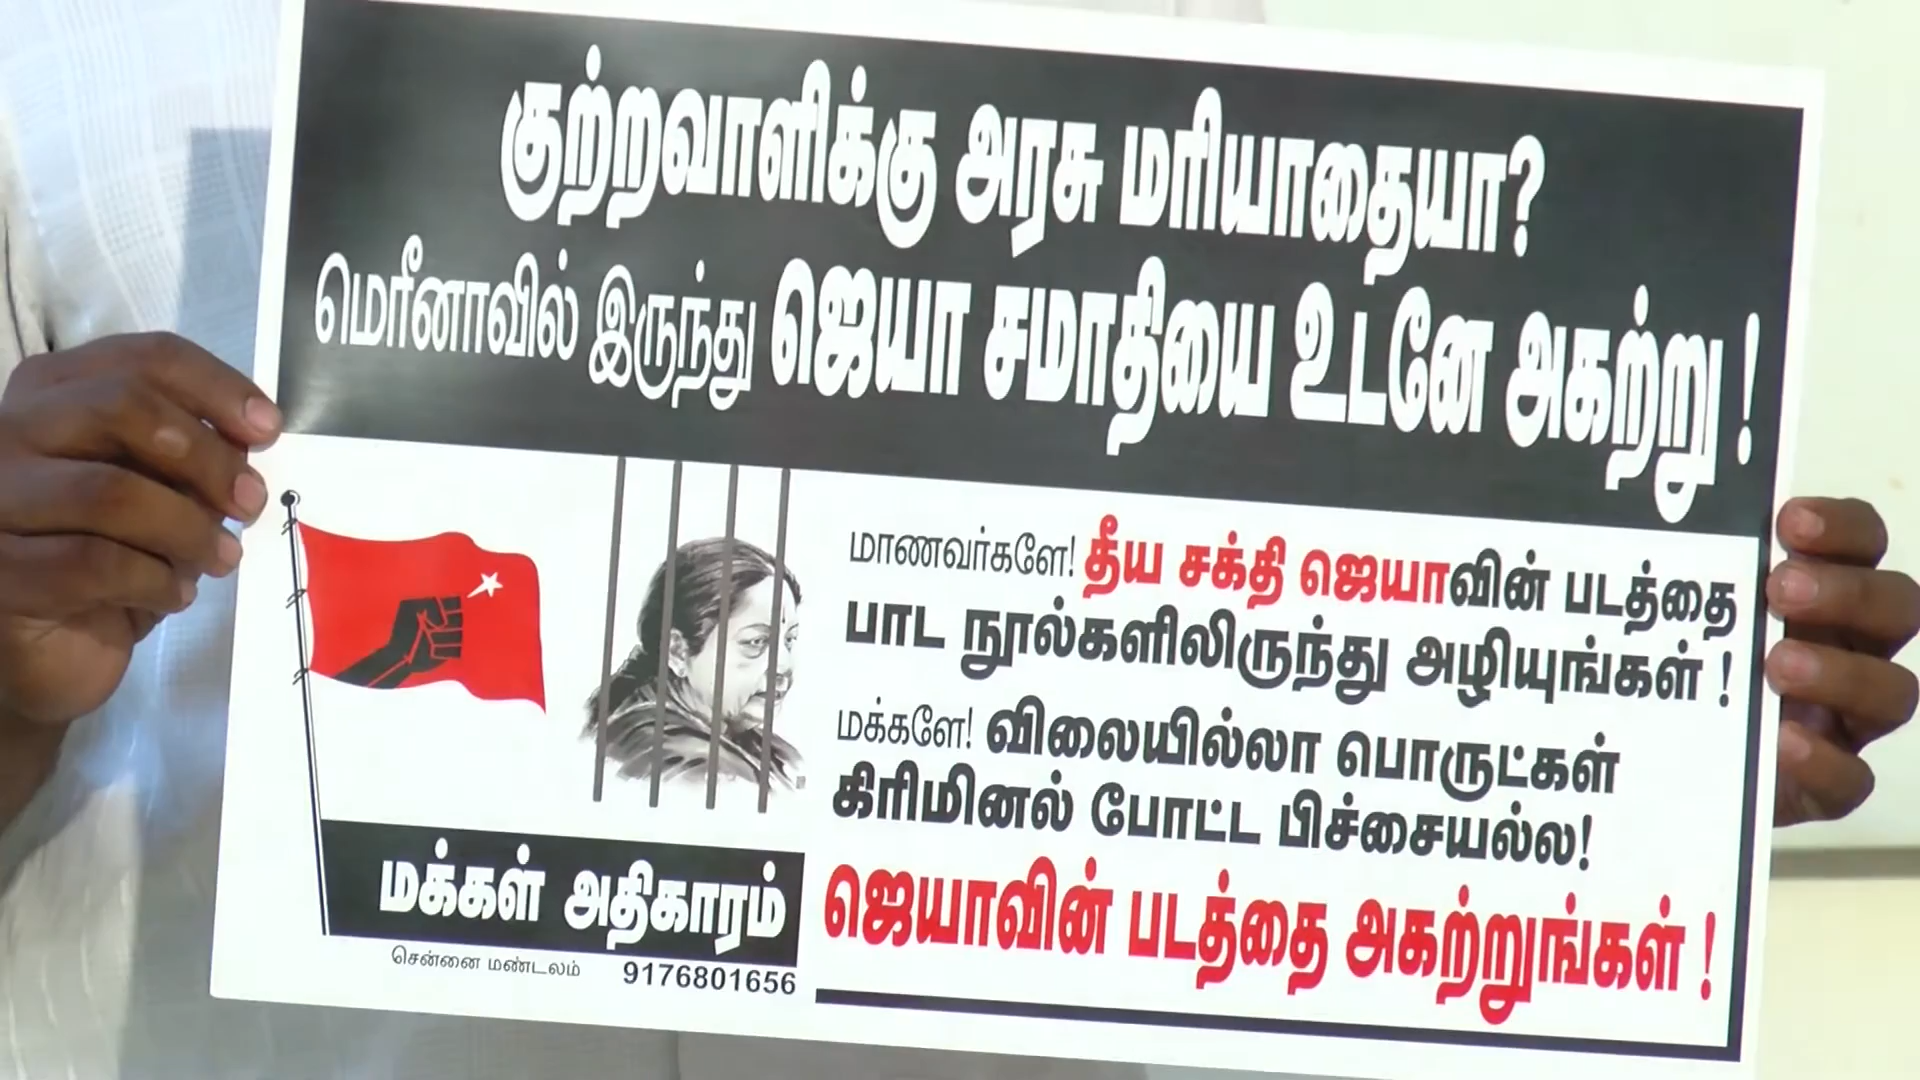 குற்றவாளிக்கு அரசு மரியாதையா?
மெரீனாவில் இருந்து ஜெயா சமாதியை உடனே அகற்று !
மாணவர்களே! தீய சக்தி ஜெயாவின் படத்தை
பாட நூல்களிலிருந்து அழியுங்கள் !
மக்களே! விலையில்லா பொருட்கள்
கிரிமினல் போட்ட பிச்சையல்ல!
ஜெயாவின் படத்தை அகற்றுங்கள் !
மக்கள் அதிகாரம்
சென்னை மண்டலம் 9176801656